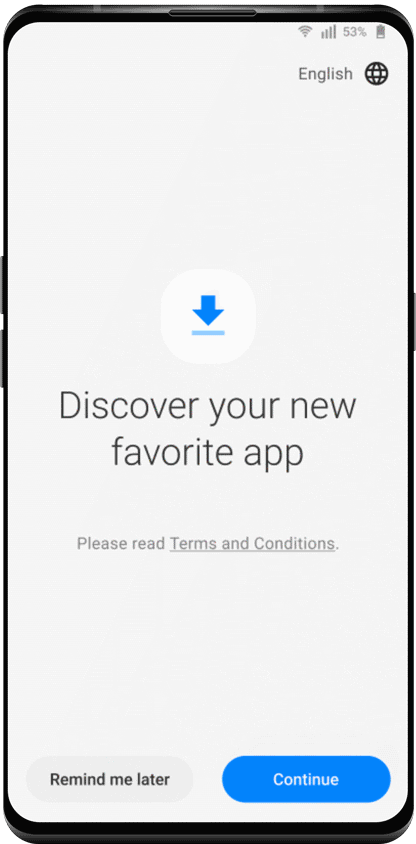 53%
English
Discover your new
favorite app
Please read Terms and Conditions.
Remind me later
Continue